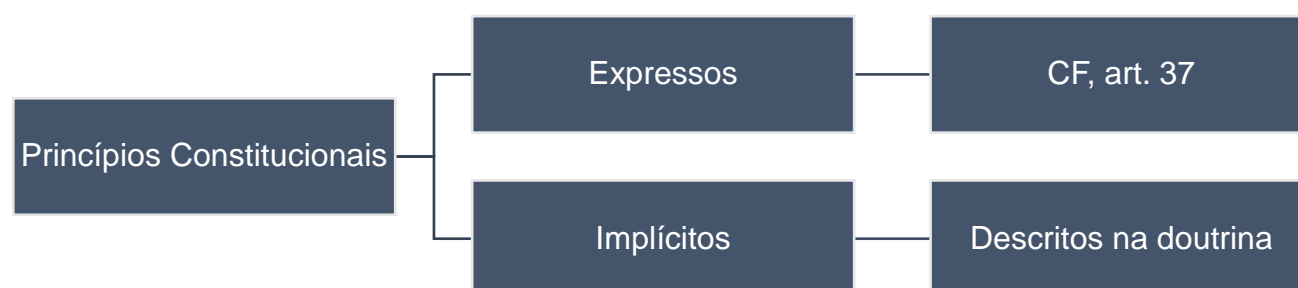 Princípios Constitucionais
Expressos
CF, art. 37
Implícitos
Descritos na doutrina